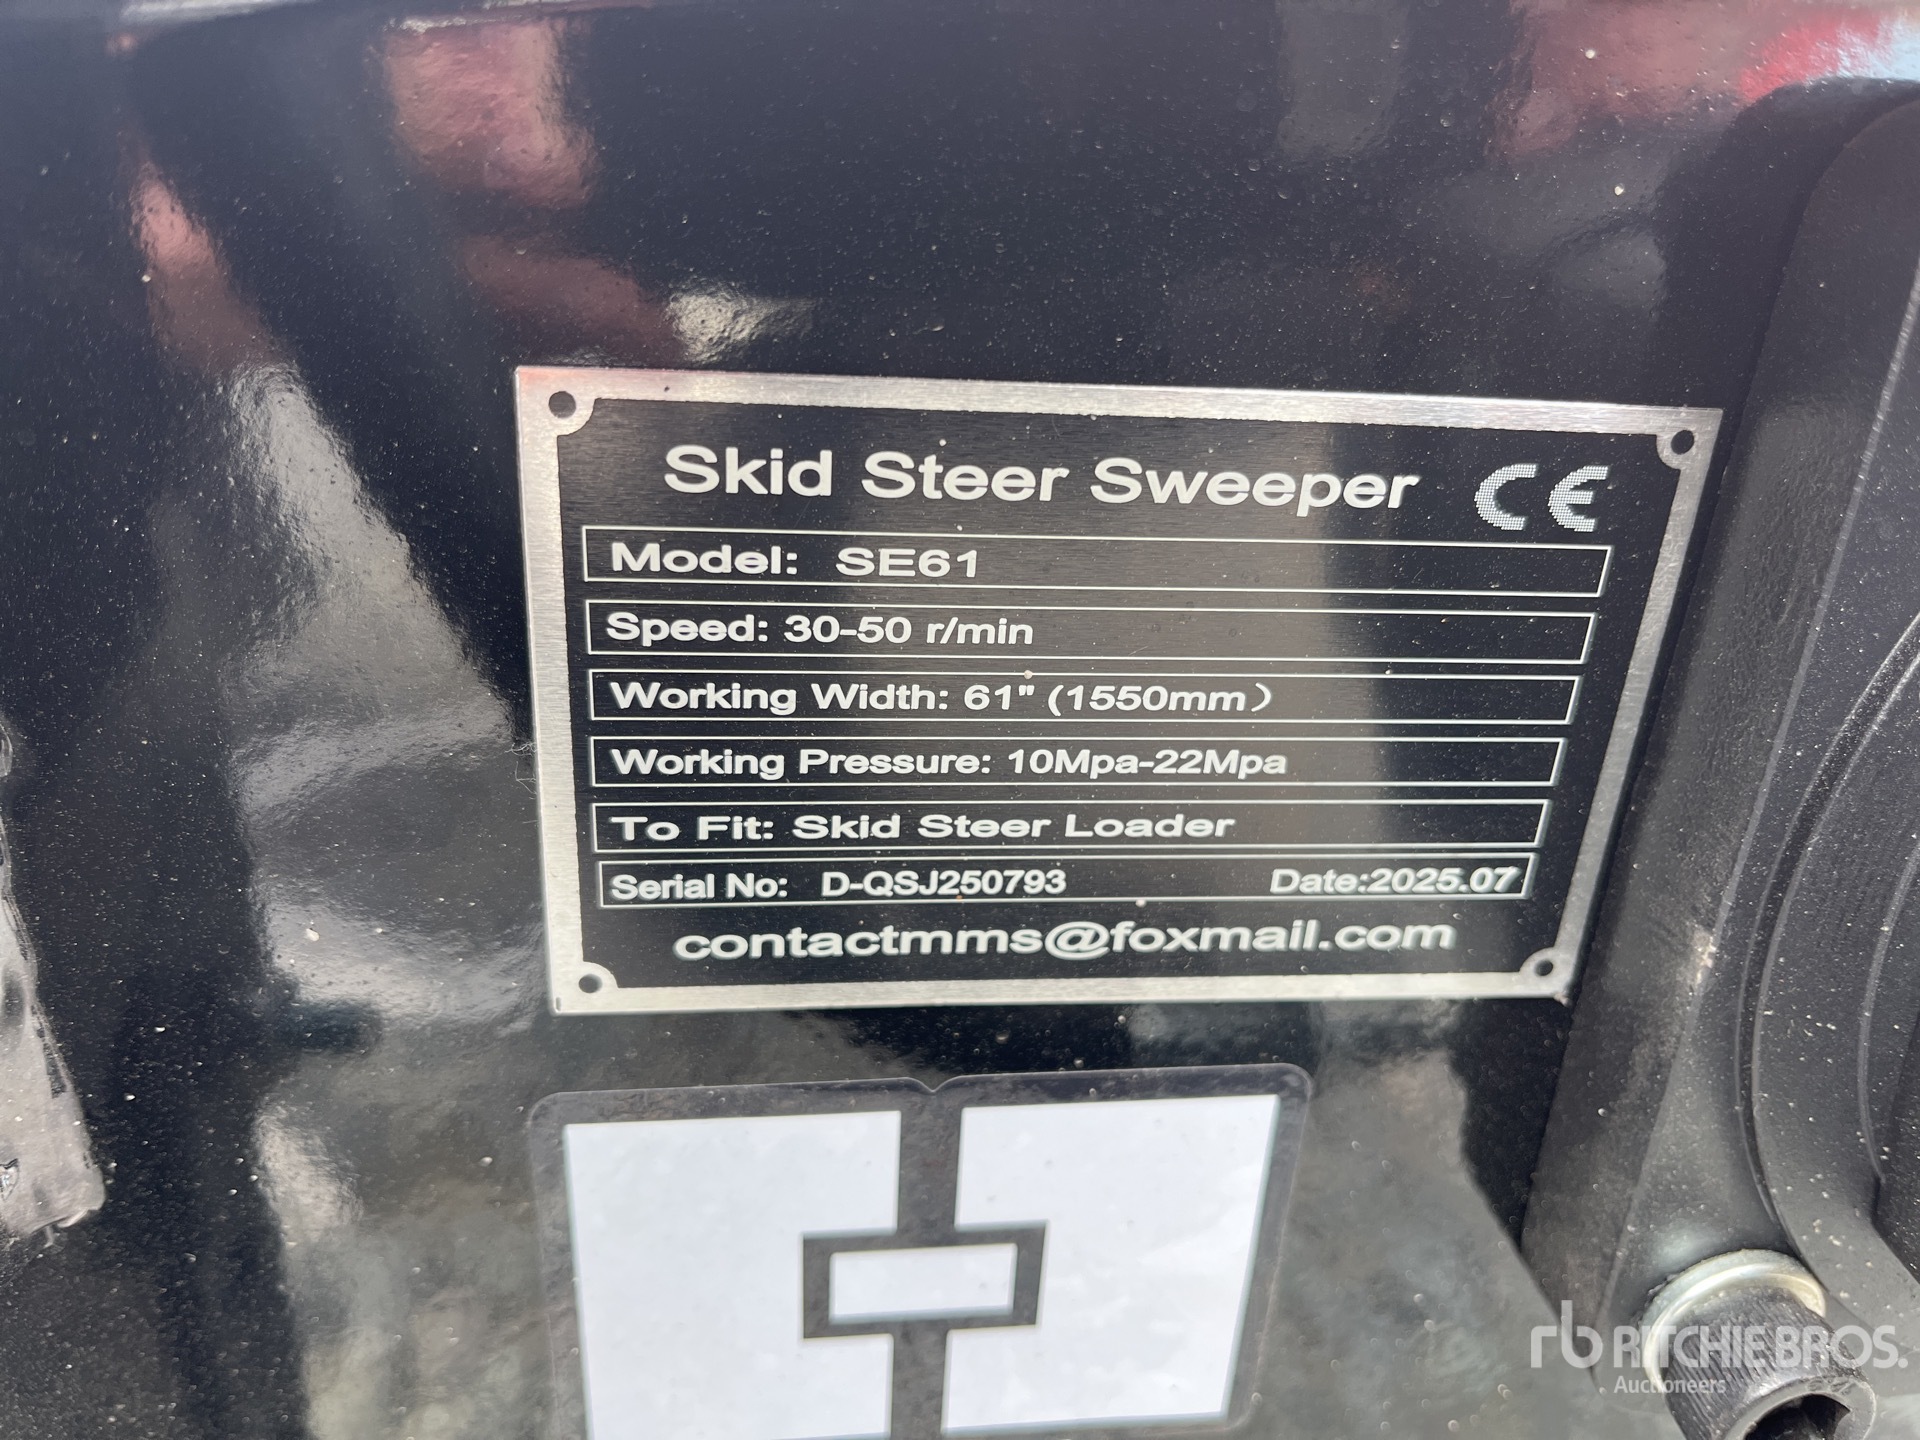 Skid Steer Sweeper CE
Model: SE61
Speed: 30-50 r/min
Working Width: 61" (1550mm）
Working Pressure: 10Mpa-22Mpa
To Fit: Skid Steer Loader
Serial No: D-QSJ250793 Date:2025.07
contactmms@foxmail.com
rb RITCHIE BROS.
Auctioneers